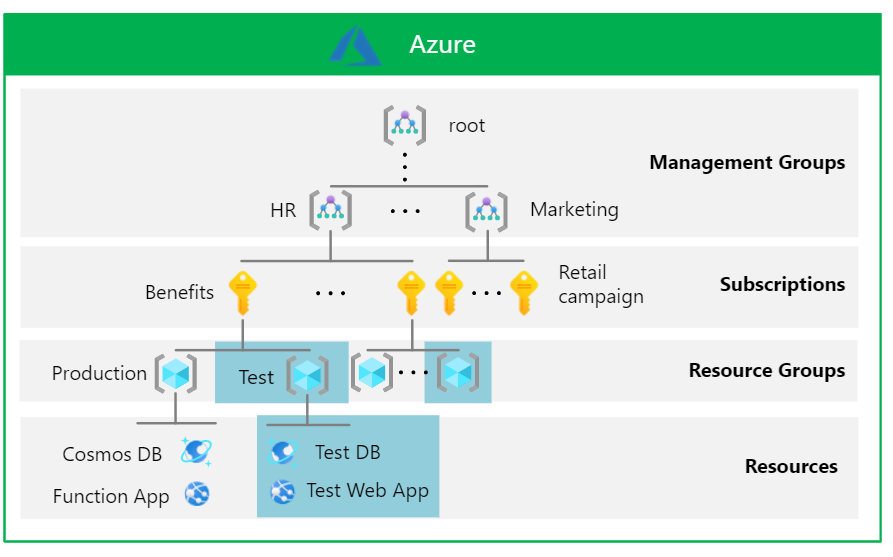 Azure
root
Management Groups
HR
Marketing
Benefits
Retail
campaign
Subscriptions
Production
Test
Resource Groups
Cosmos DB
Test DB
Resources
Function App
Test Web App